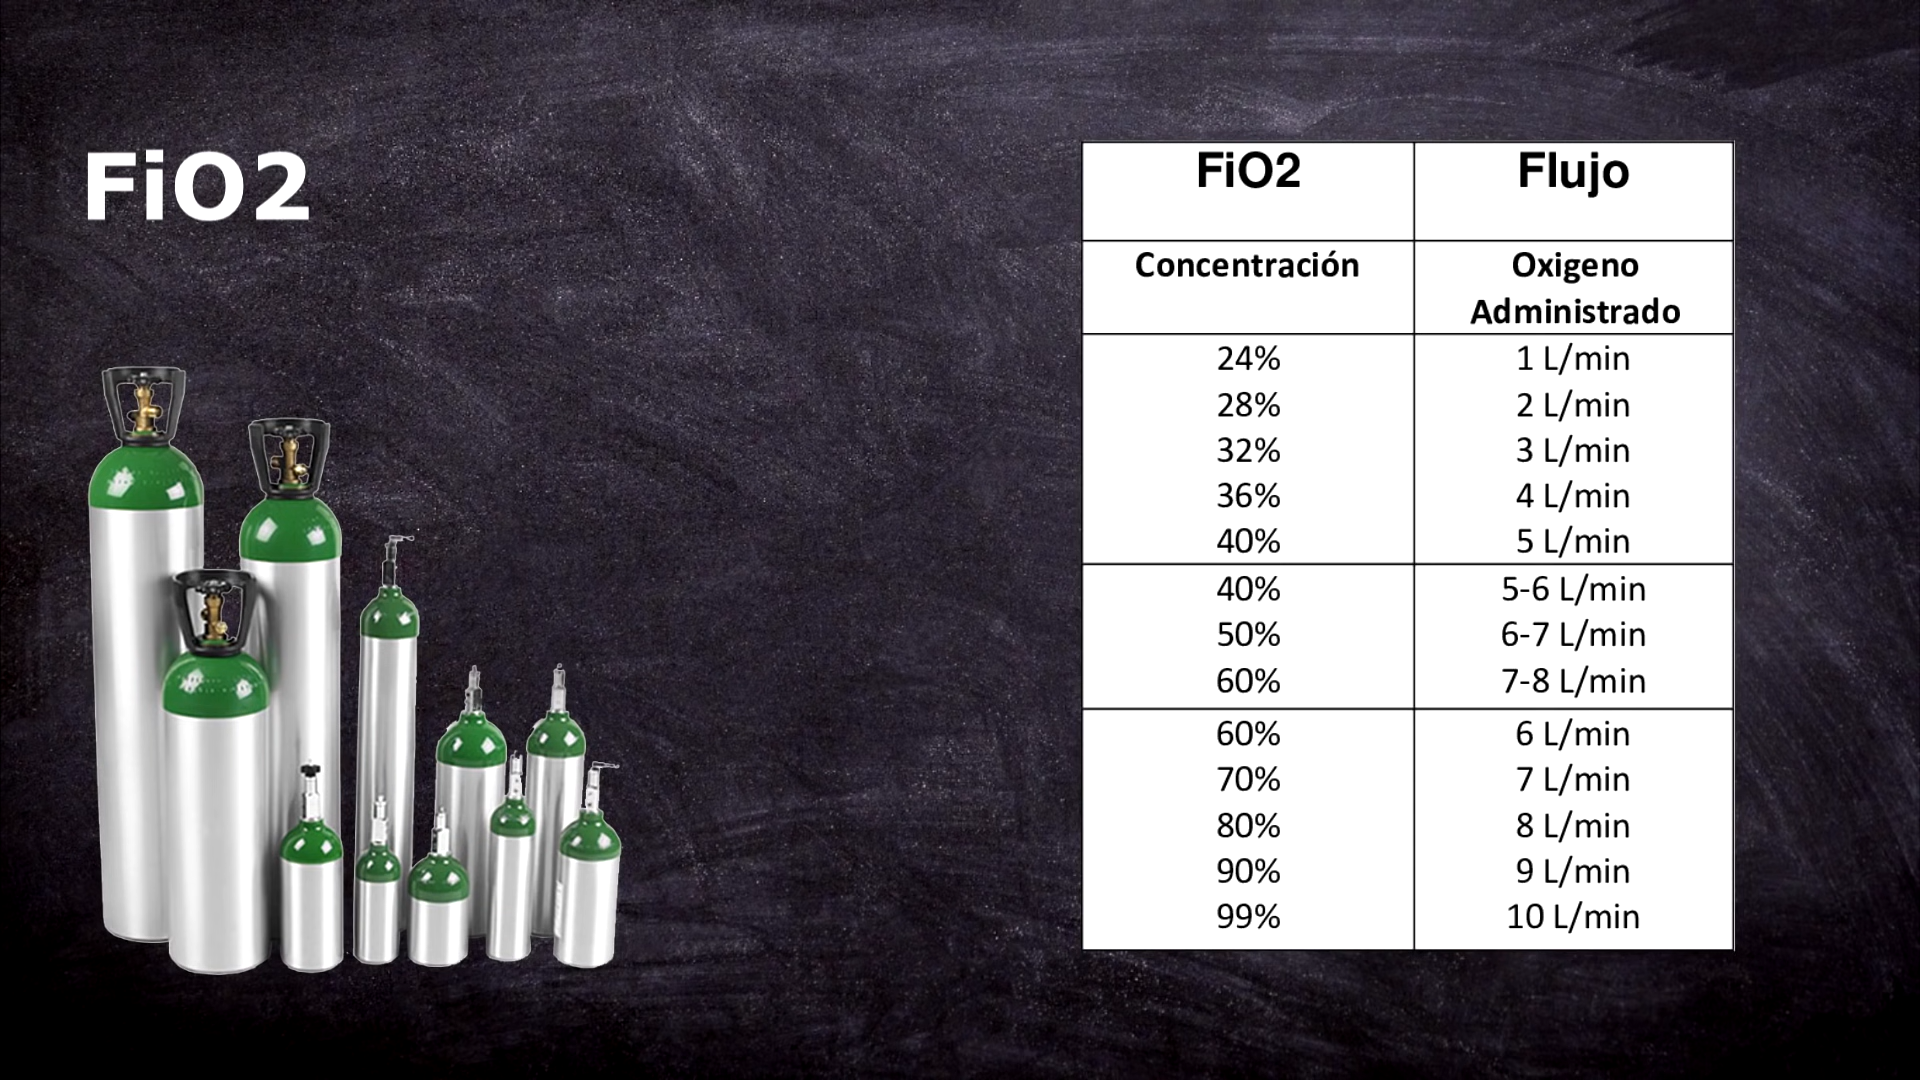 FiO2
FiO2 Flujo
Concentración Oxigeno
Administrado
24% 1 L/min
28% 2 L/min
32% 3 L/min
36% 4 L/min
40% 5 L/min
40% 5-6 L/min
50% 6-7 L/min
60% 7-8 L/min
60% 6 L/min
70% 7 L/min
80% 8 L/min
90% 9 L/min
99% 10 L/min